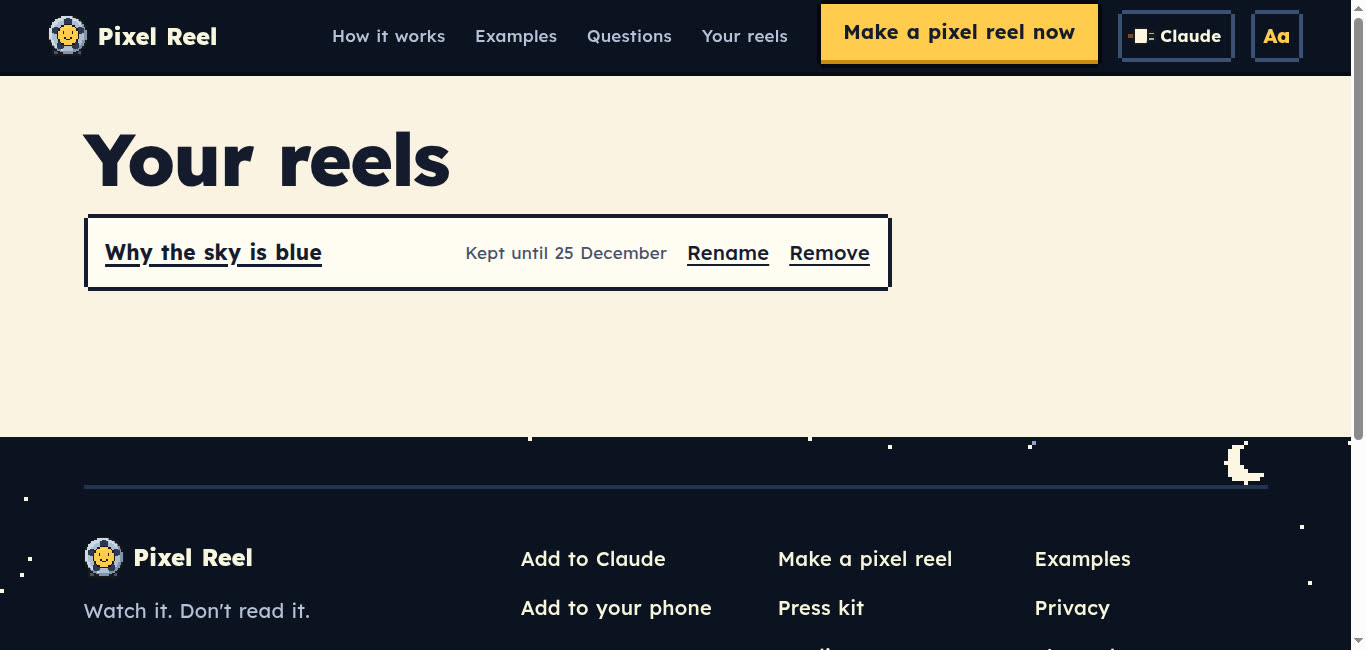 Pixel Reel
How it works
Examples
Questions
Your reels
Make a pixel reel now
Claude
Aa
Your reels
Why the sky is blue
Kept until 25 December
Rename
Remove
Pixel Reel
Watch it. Don't read it.
Add to Claude
Add to your phone
Make a pixel reel
Press kit
Examples
Privacy